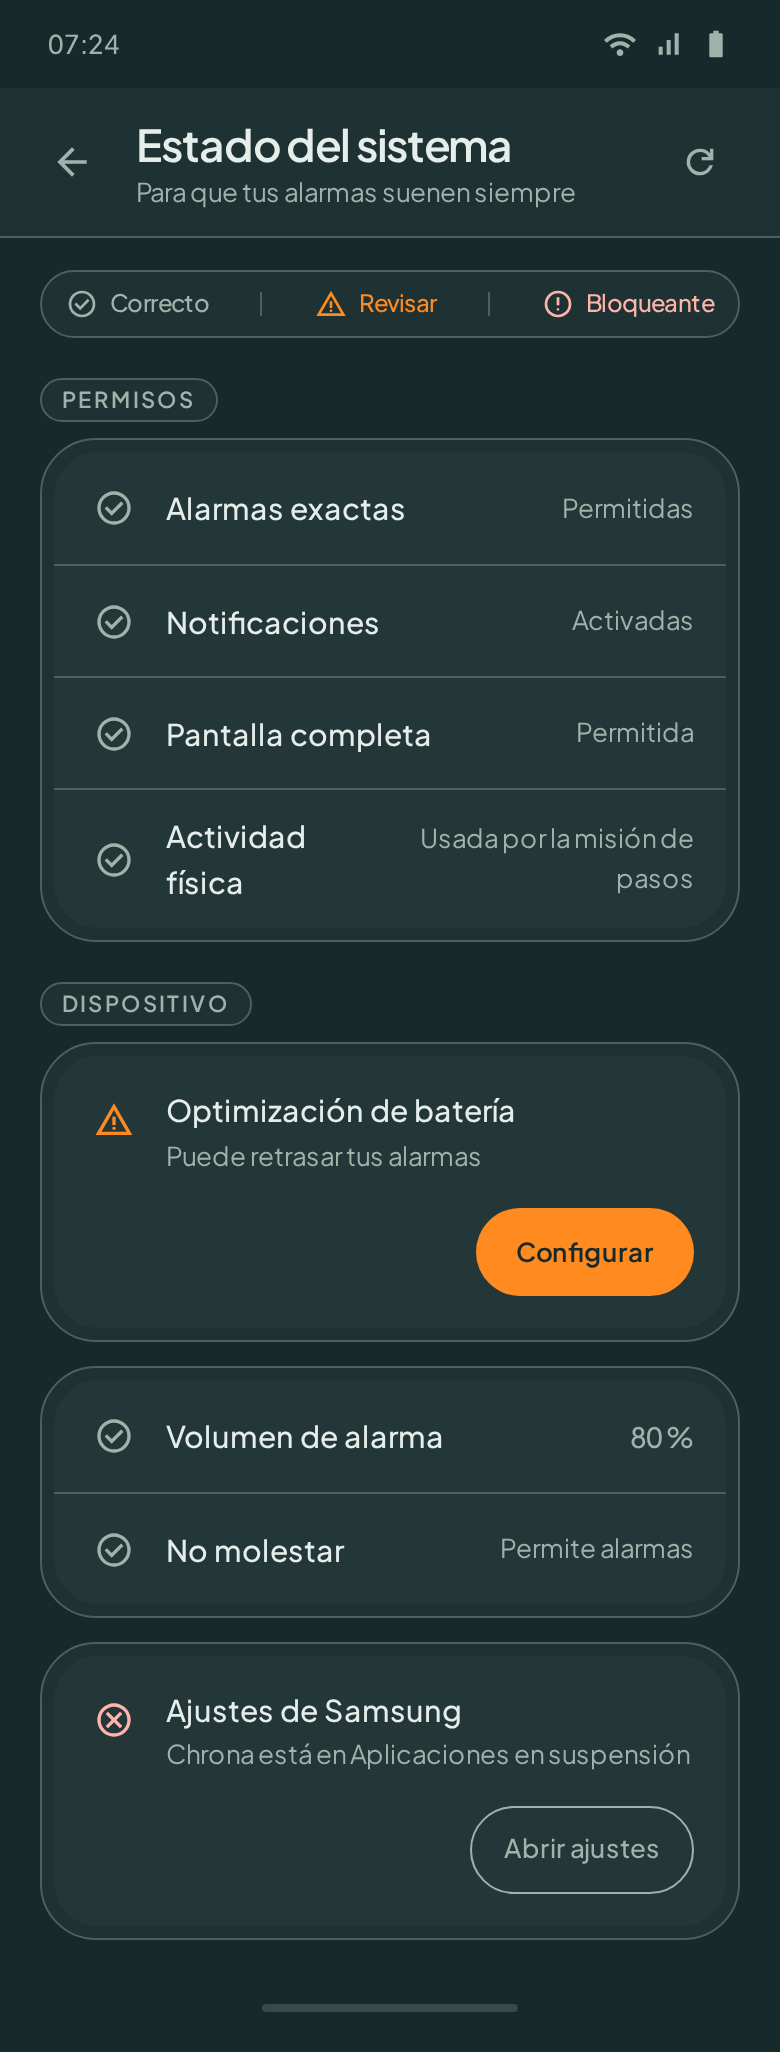 07:24
Estado del sistema
Para que tus alarmas suenen siempre
Correcto
Revisar
Bloqueante
PERMISOS
Alarmas exactas
Permitidas
Notificaciones
Activadas
Pantalla completa
Permitida
Actividad
física
Usada por la misión de
pasos
DISPOSITIVO
Optimización de batería
Puede retrasar tus alarmas
Configurar
Volumen de alarma
80 %
No molestar
Permite alarmas
Ajustes de Samsung
Chrona está en Aplicaciones en suspensión
Abrir ajustes